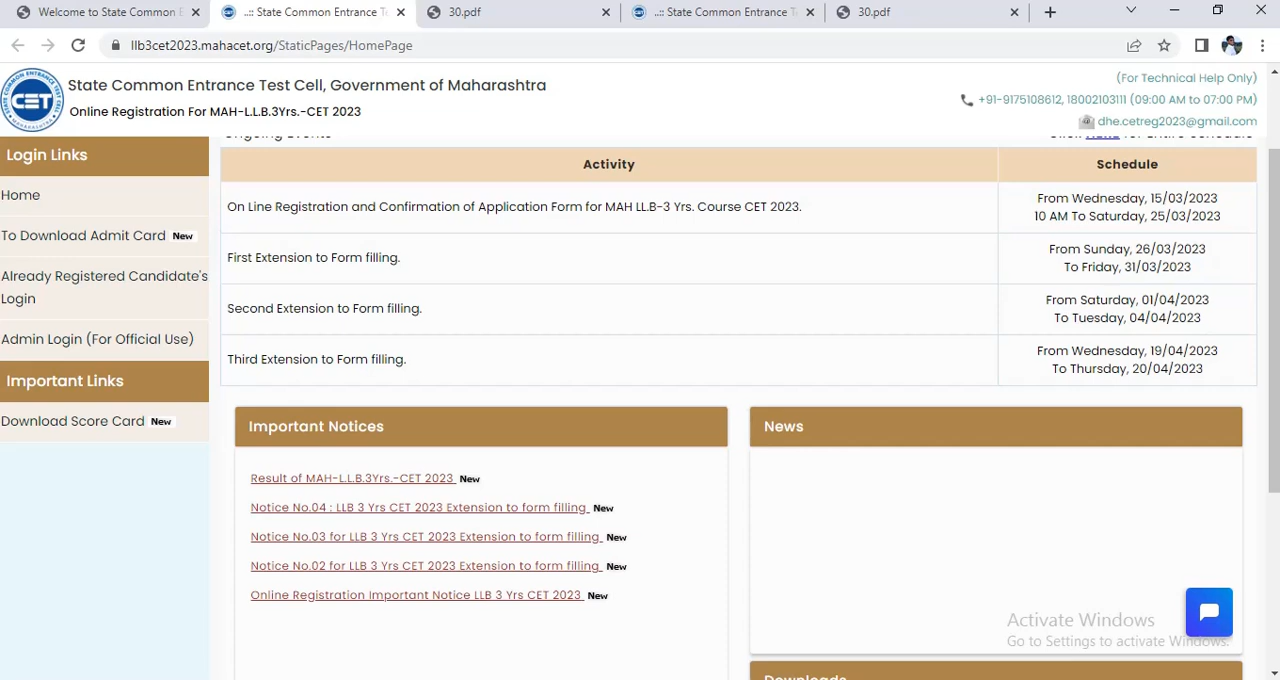 Welcome to State Common E
..:: State Common Entrance Te
30.pdf
..:: State Common Entrance T
30.pdf
llb3cet2023.mahacet.org/StaticPages/HomePage
State Common Entrance Test Cell, Government of Maharashtra
Online Registration For MAH-L.L.B.3Yrs.-CET 2023
(For Technical Help Only)
+91-9175108612, 18002103111 (09:00 AM to 07:00 PM)
dhe.cetreg2023@gmail.com
Login Links
Home
To Download Admit Card New
Already Registered Candidate's
Login
Admin Login (For Official Use)
Important Links
Download Score Card New
Ongoing Events
Click Here for Entire Schedule
Activity Schedule
On Line Registration and Confirmation of Application Form for MAH LL.B-3 Yrs. Course CET 2023.
From Wednesday, 15/03/2023
10 AM To Saturday, 25/03/2023
First Extension to Form filling.
From Sunday, 26/03/2023
To Friday, 31/03/2023
Second Extension to Form filling.
From Saturday, 01/04/2023
To Tuesday, 04/04/2023
Third Extension to Form filling.
From Wednesday, 19/04/2023
To Thursday, 20/04/2023
Important Notices
Result of MAH-L.L.B.3Yrs.-CET 2023 New
Notice No.04 : LLB 3 Yrs CET 2023 Extension to form filling New
Notice No.03 for LLB 3 Yrs CET 2023 Extension to form filling New
Notice No.02 for LLB 3 Yrs CET 2023 Extension to form filling New
Online Registration Important Notice LLB 3 Yrs CET 2023 New
News
Activate Windows
Go to Settings to activate Windows.
Downloads